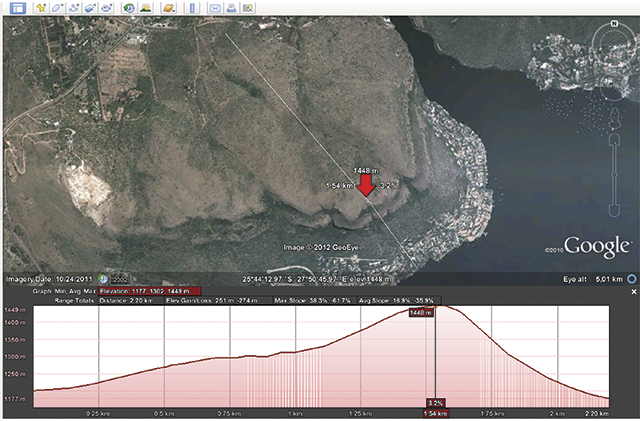 N
1448 m
1.54 km 3.2%
Image © 2012 GeoEye
©2010 Google
Imagery Date: 10/24/2011 2002 25°44'12.97" S 27°50'45.97" E elev 1448 m Eye alt 5.01 km
Graph: Min, Avg, Max Elevation: 1177, 1302, 1449 m
Range Totals: Distance: 2.20 km Elev Gain/Loss: 251 m, -274 m Max Slope: 38.3%, -61.7% Avg Slope: 16.9%, -35.9%
1449 m
1448 m
1400 m
1350 m
1300 m
1250 m
1177 m
3.2%
0.25 km 0.5 km 0.75 km 1 km 1.25 km 1.54 km 1.75 km 2 km 2.20 km